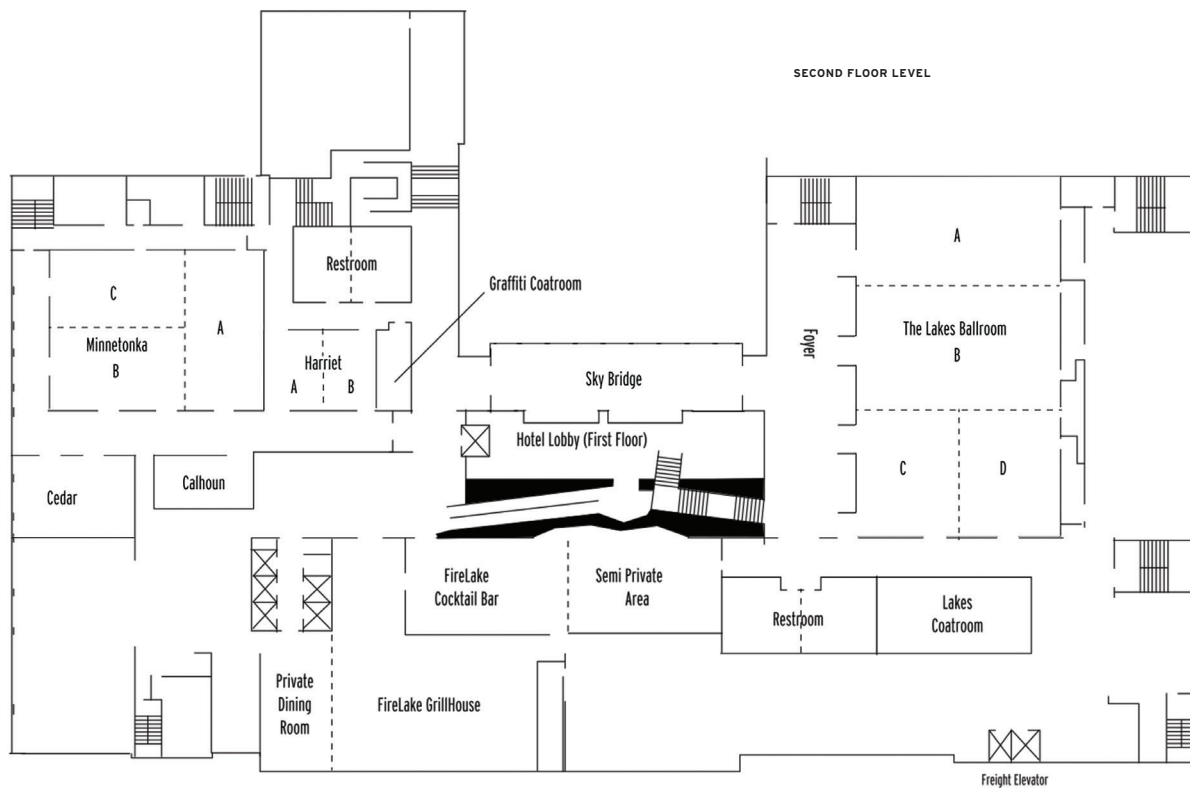 SECOND FLOOR LEVEL
A
Restroom
Graffiti Coatroom
C
A
The Lakes Ballroom
B
Foyer
Minnetonka
B
Harriet
A
B
Sky Bridge
Hotel Lobby (First Floor)
C
D
Cedar
Calhoun
FireLake
Cocktail Bar
Semi Private
Area
Restroom
Lakes
Coatroom
Private
Dining
Room
FireLake GrillHouse
Freight Elevator